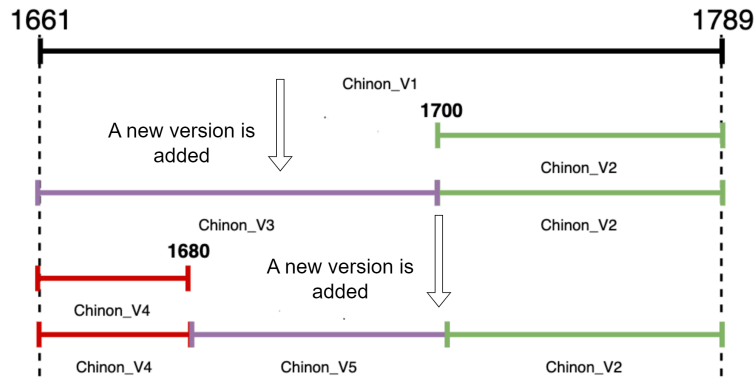 1661 1789
Chinon_V1
1700
A new version is
added
Chinon_V2
Chinon_V3 Chinon_V2
1680
A new version is
added
Chinon_V4
Chinon_V4 Chinon_V5 Chinon_V2